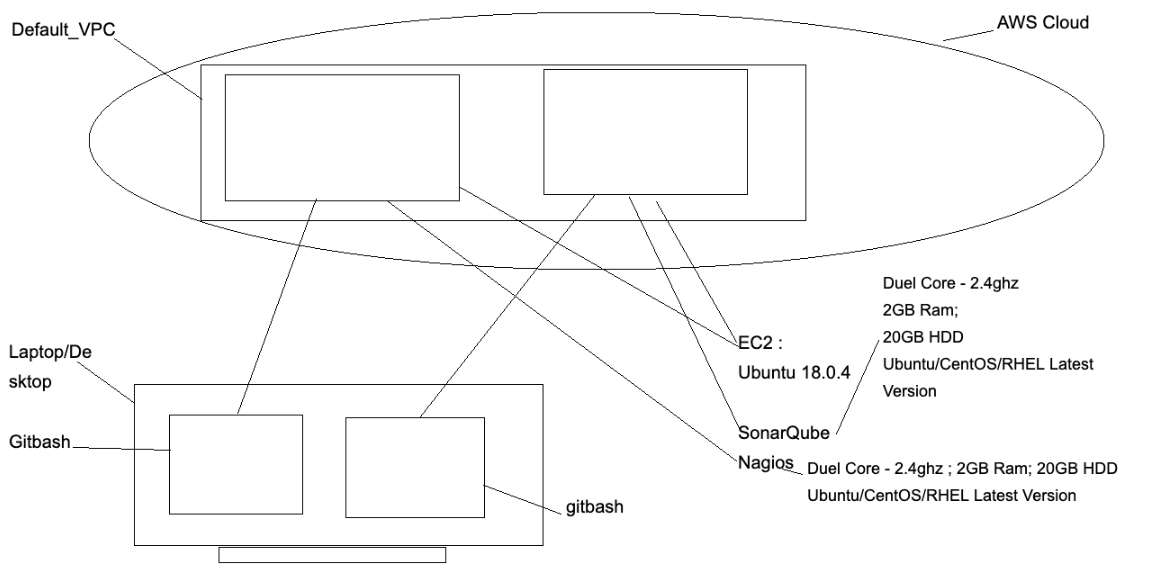 Default_VPC
AWS Cloud
Duel Core - 2.4ghz
2GB Ram;
20GB HDD
Ubuntu/CentOS/RHEL Latest
Version
EC2 :
Ubuntu 18.0.4
Laptop/De
sktop
Gitbash
SonarQube
Nagios
Duel Core - 2.4ghz ; 2GB Ram; 20GB HDD
Ubuntu/CentOS/RHEL Latest Version
gitbash